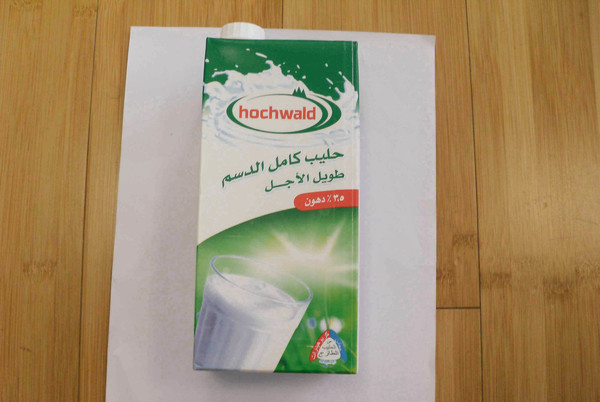 hochwald
حليب كامل الدسم
طويل الأجل
٣.٥٪ دهون